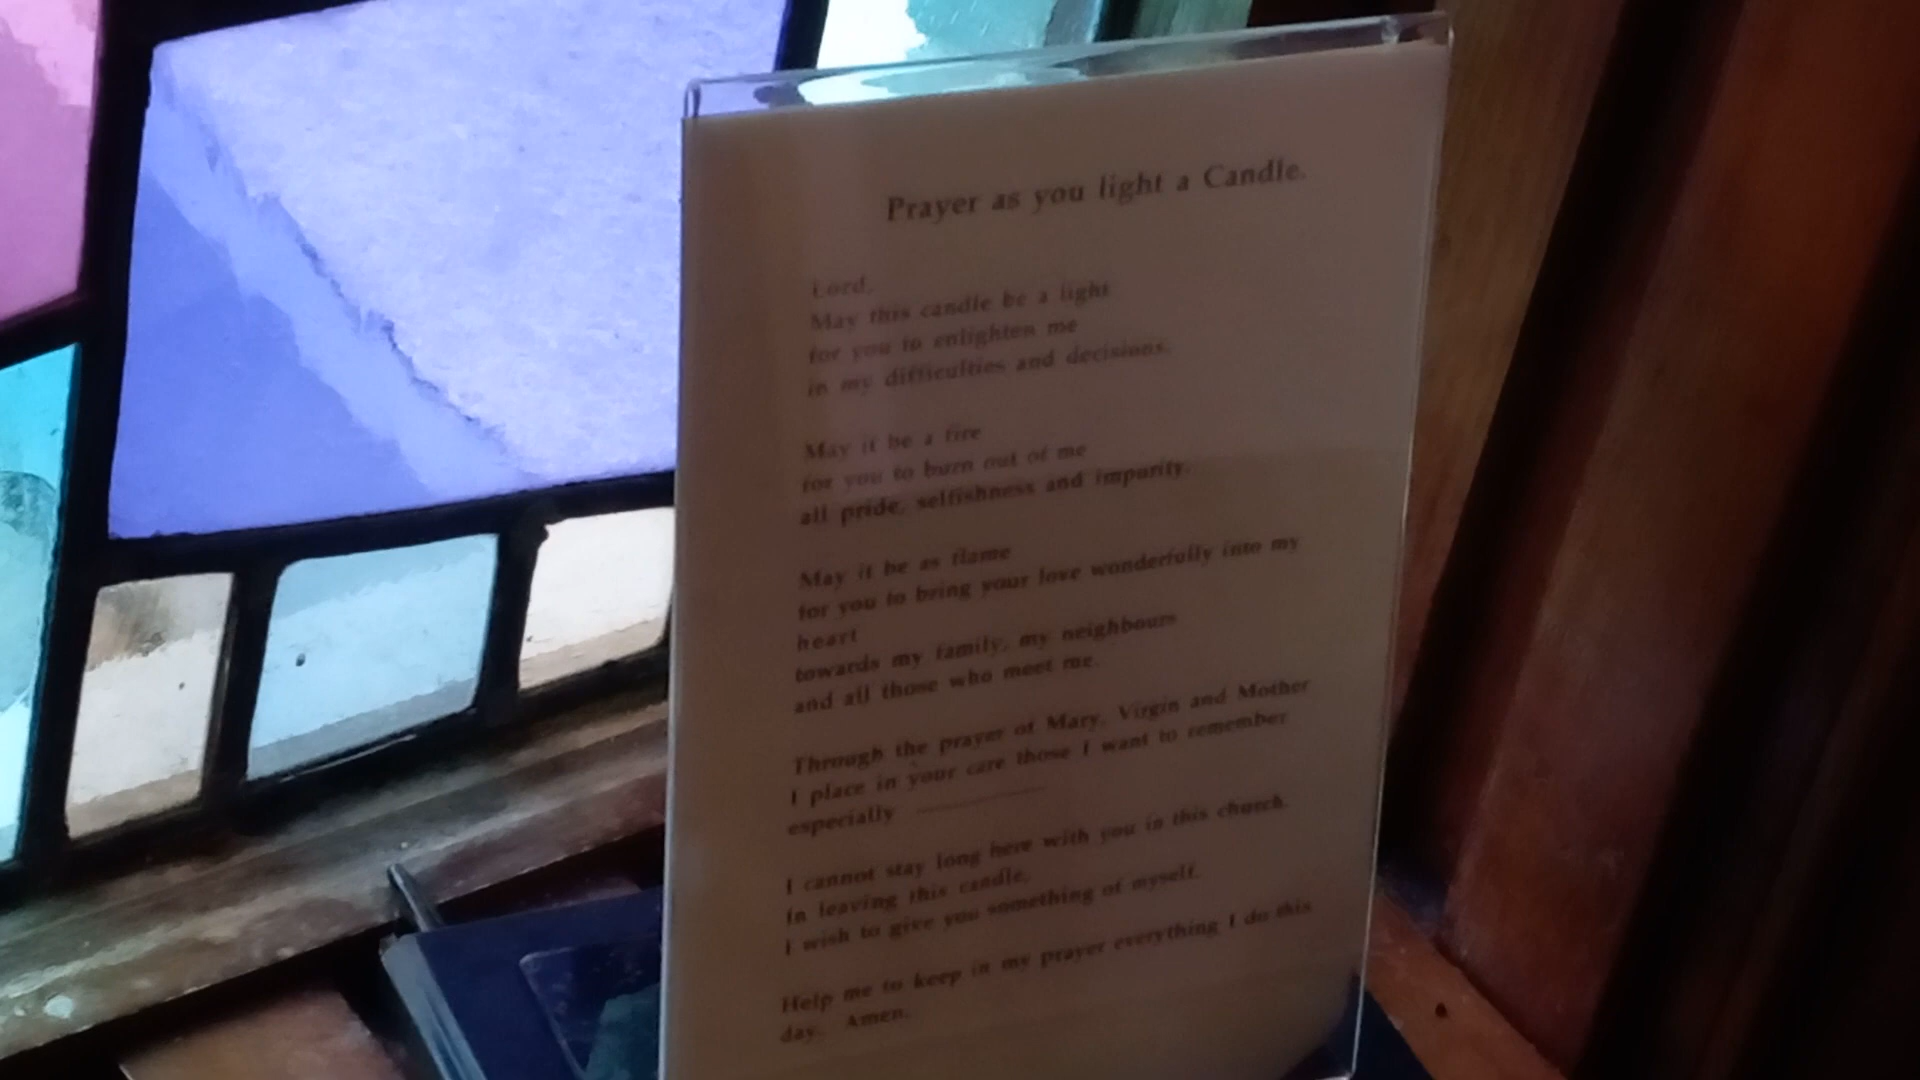 Prayer as you light a Candle.
Lord,
May this candle be a light
for you to enlighten me
in my difficulties and decisions.
May it be a fire
for you to burn out of me
all pride, selfishness and impurity.
May it be as flame
for you to bring your love wonderfully into my
heart
towards my family, my neighbours
and all those who meet me.
Through the prayer of Mary, Virgin and Mother
I place in your care those I want to remember
especially
I cannot stay long here with you in this church.
In leaving this candle,
I wish to give you something of myself.
Help me to keep in my prayer everything I do this
day. Amen.